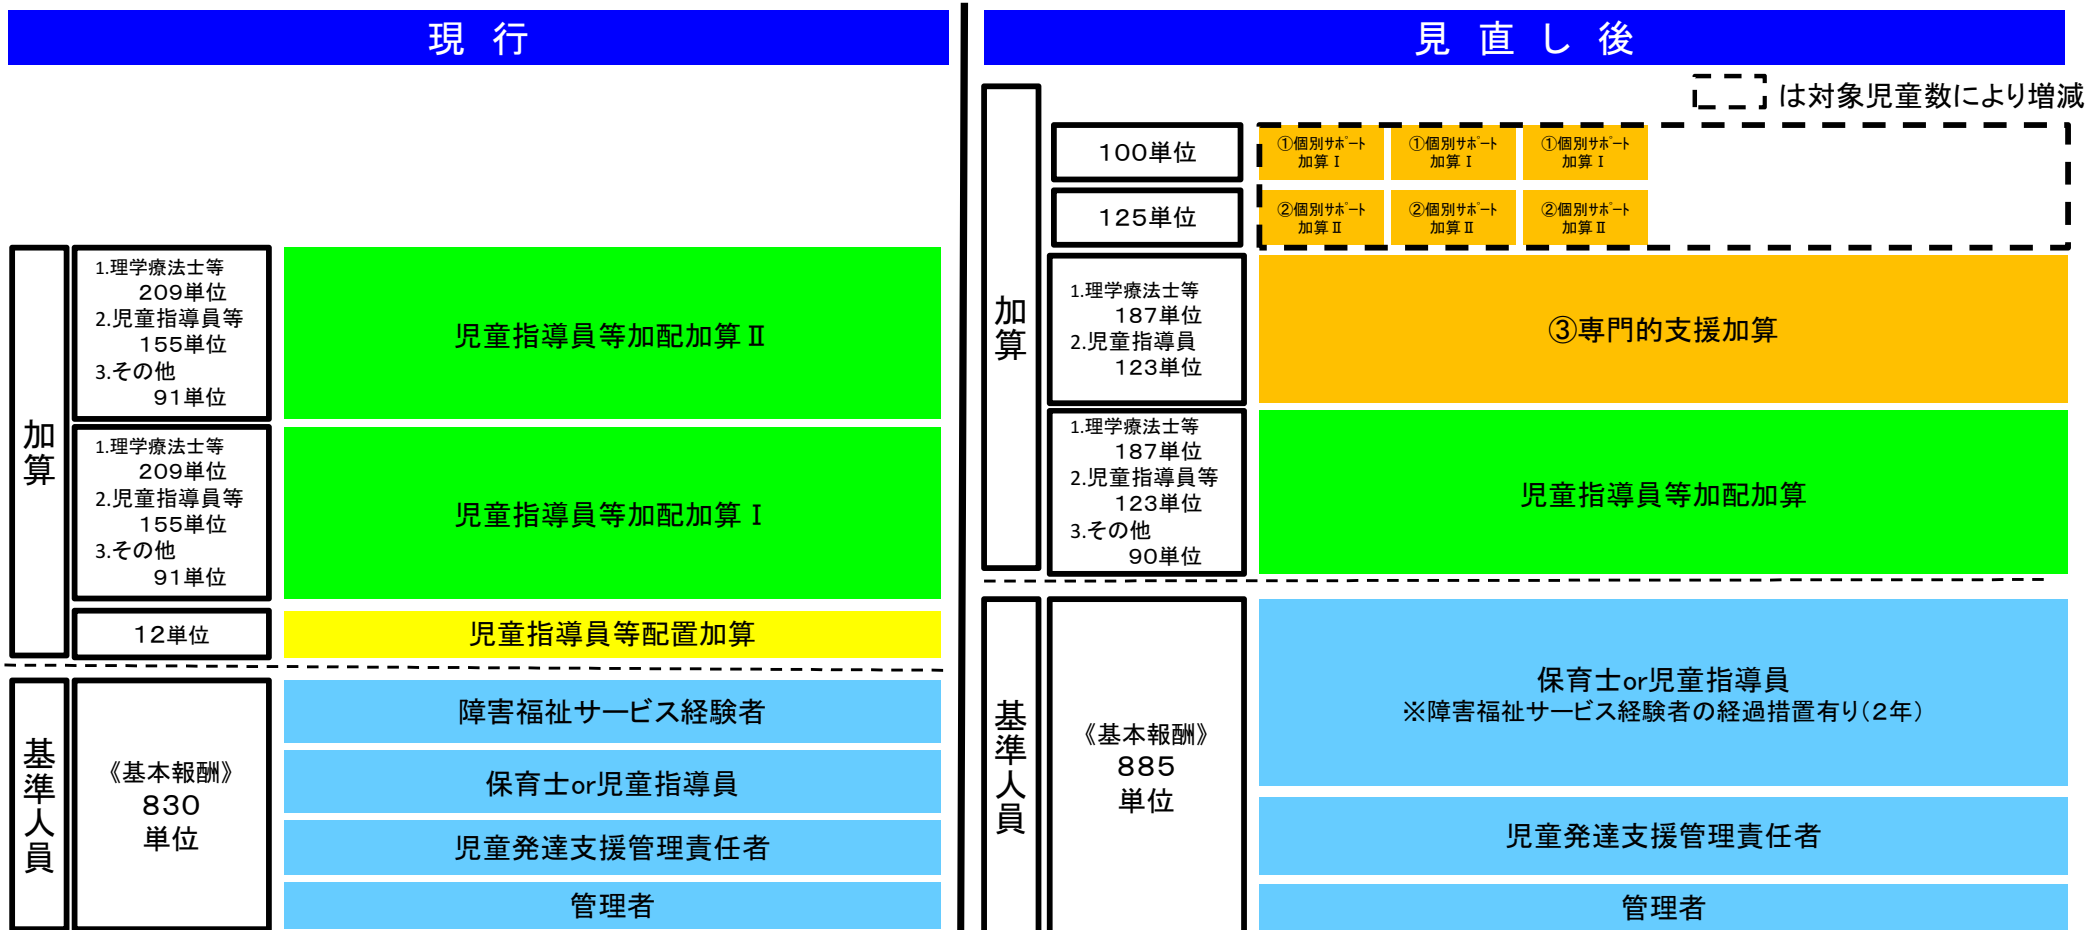 現 行
加算
1.理学療法士等
209単位
2.児童指導員等
155単位
3.その他
91単位
児童指導員等加配加算Ⅱ
1.理学療法士等
209単位
2.児童指導員等
155単位
3.その他
91単位
児童指導員等加配加算Ⅰ
12単位
児童指導員等配置加算
基準人員
《基本報酬》
830
単位
障害福祉サービス経験者
保育士or児童指導員
児童発達支援管理責任者
管理者
見 直 し 後
は対象児童数により増減
加算
100単位
①個別サポート
加算Ⅰ
①個別サポート
加算Ⅰ
①個別サポート
加算Ⅰ
125単位
②個別サポート
加算Ⅱ
②個別サポート
加算Ⅱ
②個別サポート
加算Ⅱ
1.理学療法士等
187単位
2.児童指導員
123単位
③専門的支援加算
1.理学療法士等
187単位
2.児童指導員等
123単位
3.その他
90単位
児童指導員等加配加算
基準人員
《基本報酬》
885
単位
保育士or児童指導員
※障害福祉サービス経験者の経過措置有り(2年)
児童発達支援管理責任者
管理者